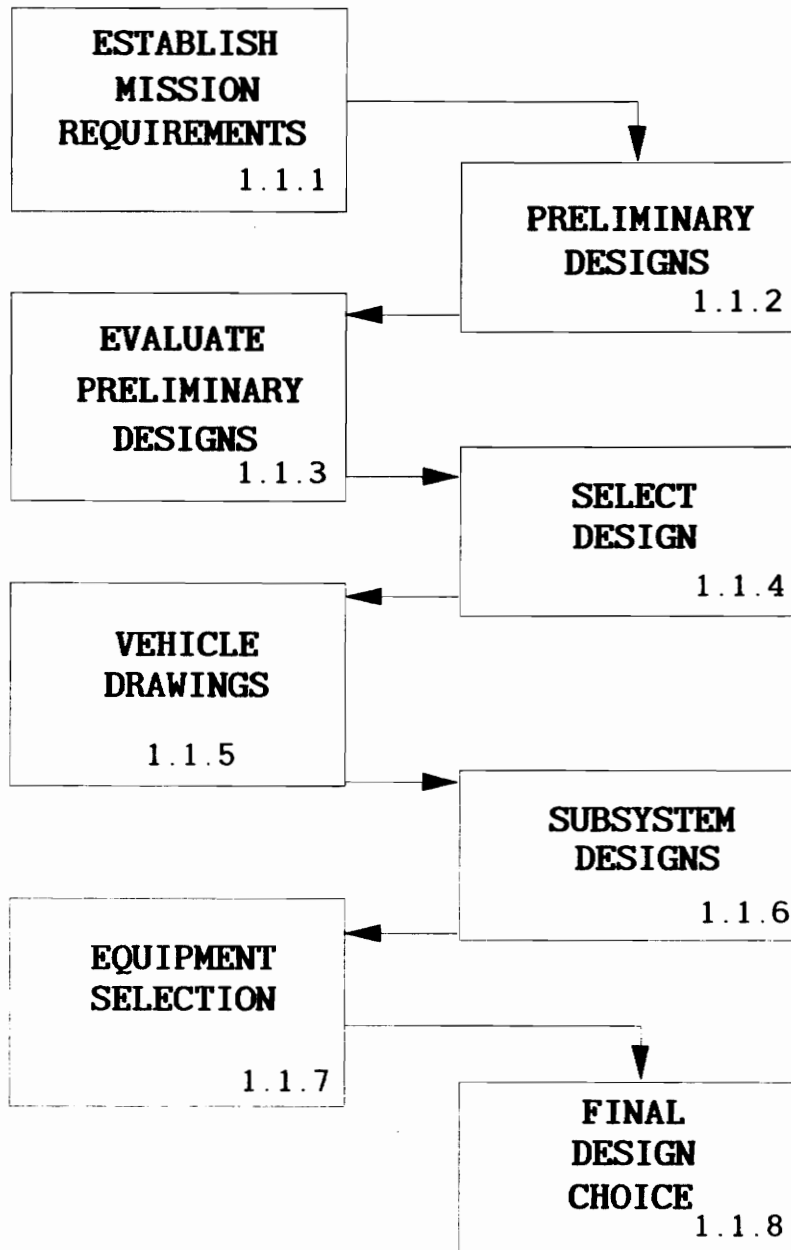 ESTABLISH
MISSION
REQUIREMENTS
1.1.1
PRELIMINARY
DESIGNS
1.1.2
EVALUATE
PRELIMINARY
DESIGNS
1.1.3
SELECT
DESIGN
1.1.4
VEHICLE
DRAWINGS
1.1.5
SUBSYSTEM
DESIGNS
1.1.6
EQUIPMENT
SELECTION
1.1.7
FINAL
DESIGN
CHOICE
1.1.8